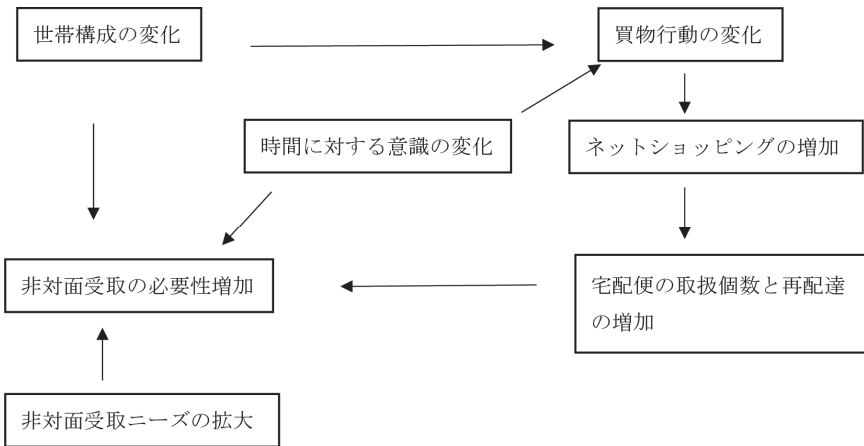 世帯構成の変化
買物行動の変化
時間に対する意識の変化
ネットショッピングの増加
非対面受取の必要性増加
宅配便の取扱個数と再配達
の増加
非対面受取ニーズの拡大